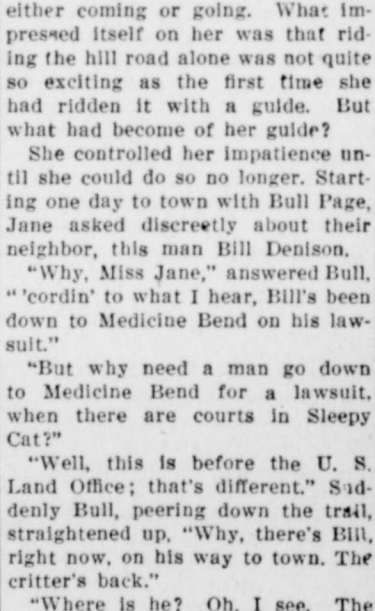 either coming or going. What im-
pressed itself on her was that rid-
ing the hill road alone was not quite
so exciting as the first time she
had ridden it with a guide. But
what had become of her guide?
She controlled her impatience un-
til she could do so no longer. Start-
ing one day to town with Bull Page,
Jane asked discreetly about their
neighbor, this man Bill Denison.
"Why, Miss Jane," answered Bull,
" 'cordin' to what I hear, Bill's been
down to Medicine Bend on his law-
suit."
"But why need a man go down
to Medicine Bend for a lawsuit,
when there are courts in Sleepy
Cat?"
"Well, this is before the U. S.
Land Office; that's different." Sud-
denly Bull, peering down the trail,
straightened up, "Why, there's Bill,
right now, on his way to town. The
critter's back."
"Where is he? Oh, I see. The